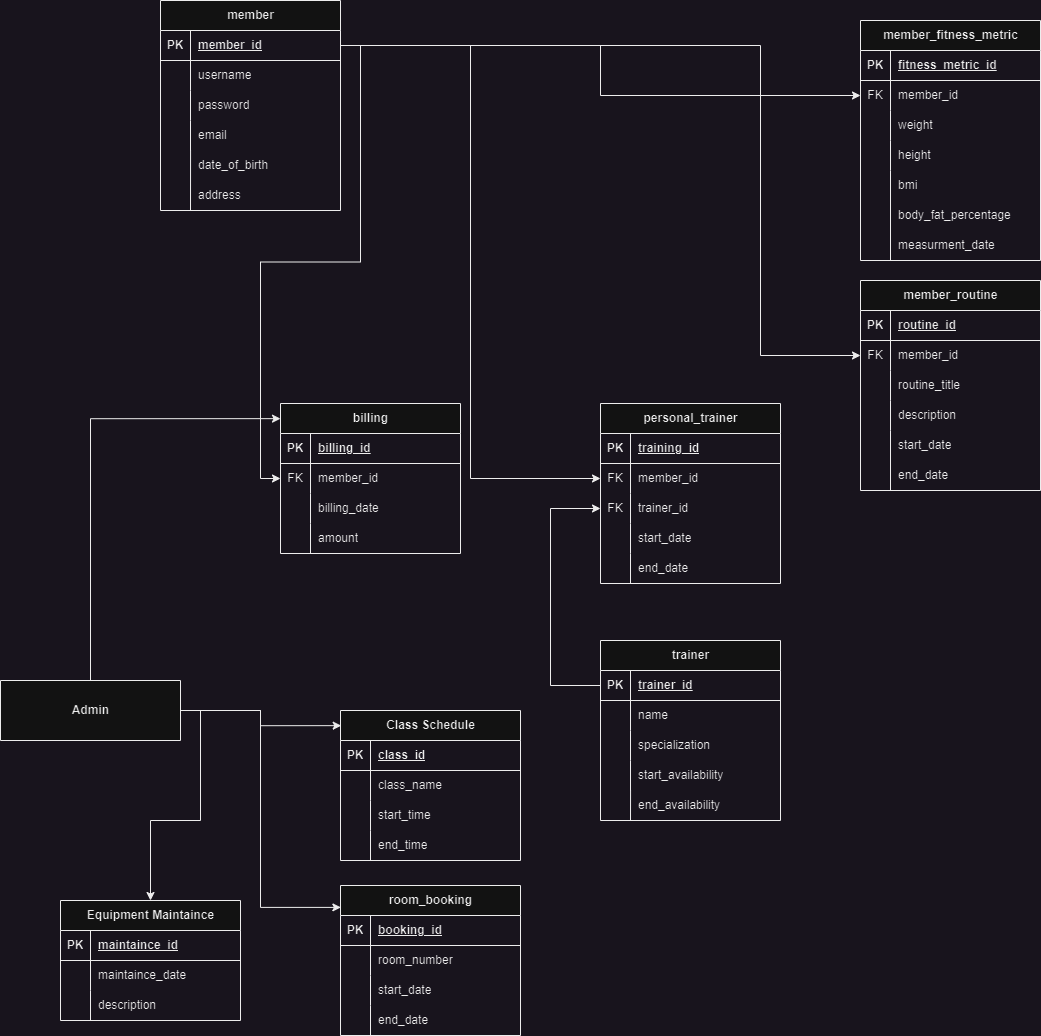 member
PK member_id
username
password
email
date_of_birth
address
member_fitness_metric
PK fitness_metric_id
FK member_id
weight
height
bmi
body_fat_percentage
measurment_date
member_routine
PK routine_id
FK member_id
routine_title
description
start_date
end_date
billing
PK billing_id
FK member_id
billing_date
amount
personal_trainer
PK training_id
FK member_id
FK trainer_id
start_date
end_date
trainer
PK trainer_id
name
specialization
start_availability
end_availability
Admin
Class Schedule
PK class_id
class_name
start_time
end_time
Equipment Maintaince
PK maintaince_id
maintaince_date
description
room_booking
PK booking_id
room_number
start_date
end_date